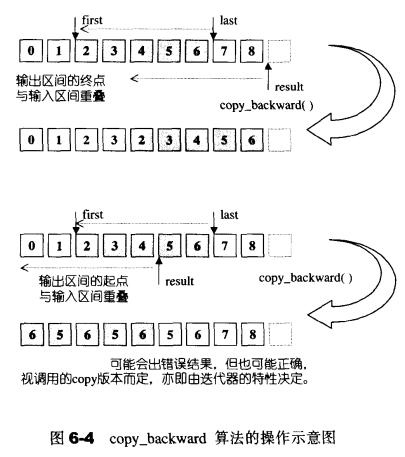 first last
0 1 2 3 4 5 6 7 8
输出区间的终点
与输入区间重叠
result
copy_backward( )
0 1 2 3 2 3 4 5 6
first last
0 1 2 3 4 5 6 7 8
输出区间的起点
与输入区间重叠
result
copy_backward( )
6 5 6 5 6 5 6 7 8
可能会出错误结果，但也可能正确，
视调用的copy版本而定，亦即由迭代器的特性决定。
图 6-4 copy_backward 算法的操作示意图